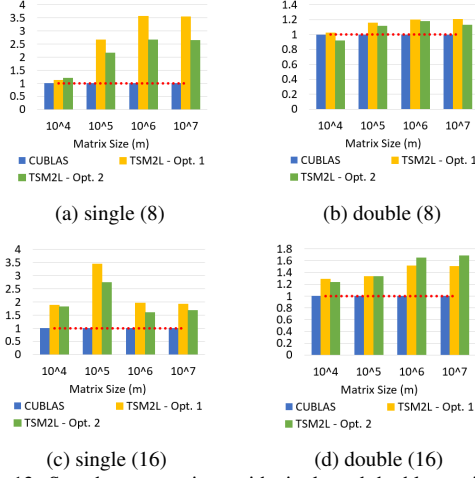 4
3.5
3
2.5
2
1.5
1
0.5
0
10^4 10^5 10^6 10^7
Matrix Size (m)
CUBLAS TSM2L - Opt. 1
TSM2L - Opt. 2
(a) single (8)
1.4
1.2
1
0.8
0.6
0.4
0.2
0
10^4 10^5 10^6 10^7
Matrix Size (m)
CUBLAS TSM2L - Opt. 1
TSM2L - Opt. 2
(b) double (8)
4
3.5
3
2.5
2
1.5
1
0.5
0
10^4 10^5 10^6 10^7
Matrix Size (m)
CUBLAS TSM2L - Opt. 1
TSM2L - Opt. 2
(c) single (16)
1.8
1.6
1.4
1.2
1
0.8
0.6
0.4
0.2
0
10^4 10^5 10^6 10^7
Matrix Size (m)
CUBLAS TSM2L - Opt. 1
TSM2L - Opt. 2
(d) double (16)